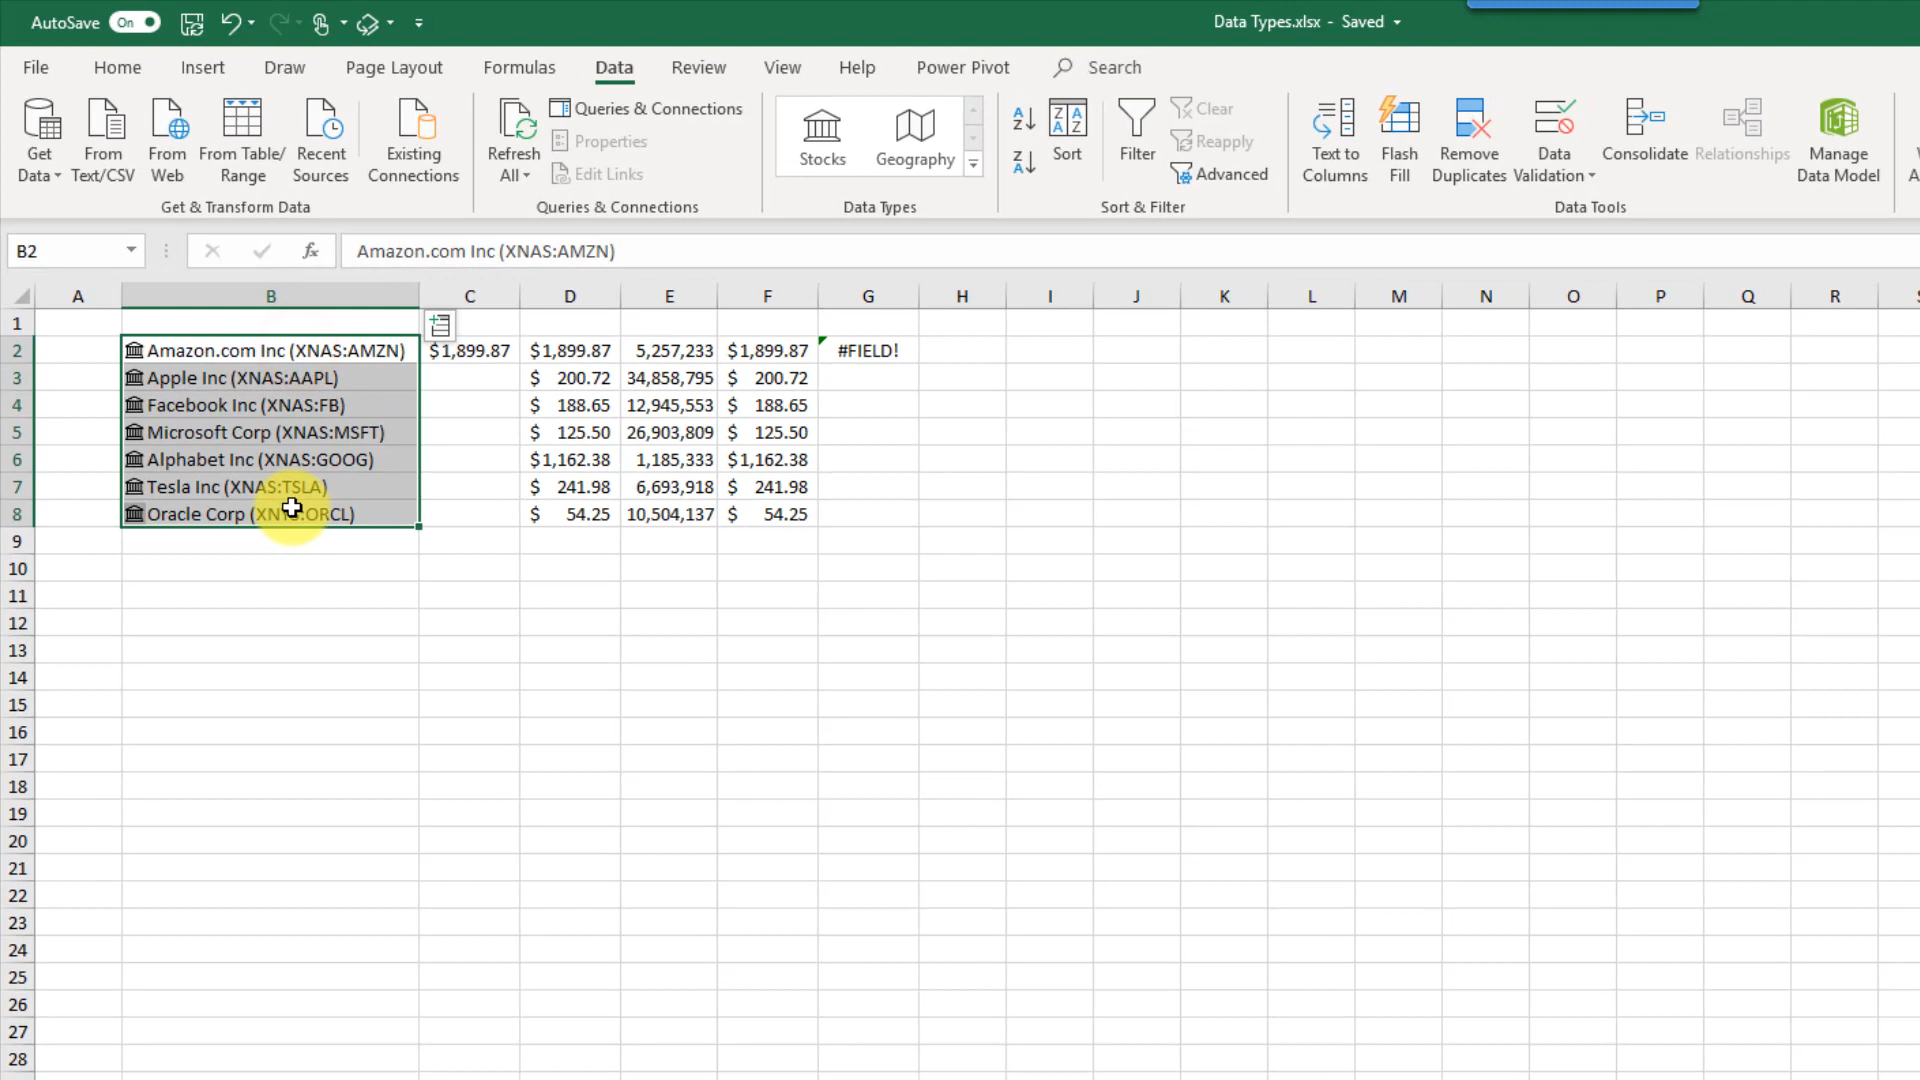 AutoSave On Data Types.xlsx - Saved
File Home Insert Draw Page Layout Formulas Data Review View Help Power Pivot Search
Get Data From Text/CSV From Web From Table/ Range Recent Sources Existing Connections
Get & Transform Data
Refresh All Queries & Connections Properties Edit Links
Queries & Connections
Stocks Geography
Data Types
Sort Filter Clear Reapply Advanced
Sort & Filter
Text to Columns Flash Fill Remove Duplicates Data Validation Consolidate Relationships Manage Data Model
Data Tools
B2 fx Amazon.com Inc (XNAS:AMZN)
A B C D E F G H I J K L M N O P Q R
1
2 Amazon.com Inc (XNAS:AMZN) $1,899.87 $1,899.87 5,257,233 $1,899.87 #FIELD!
3 Apple Inc (XNAS:AAPL) $ 200.72 34,858,795 $ 200.72
4 Facebook Inc (XNAS:FB) $ 188.65 12,945,553 $ 188.65
5 Microsoft Corp (XNAS:MSFT) $ 125.50 26,903,809 $ 125.50
6 Alphabet Inc (XNAS:GOOG) $1,162.38 1,185,333 $1,162.38
7 Tesla Inc (XNAS:TSLA) $ 241.98 6,693,918 $ 241.98
8 Oracle Corp (XNYS:ORCL) $ 54.25 10,504,137 $ 54.25
9
10
11
12
13
14
15
16
17
18
19
20
21
22
23
24
25
26
27
28